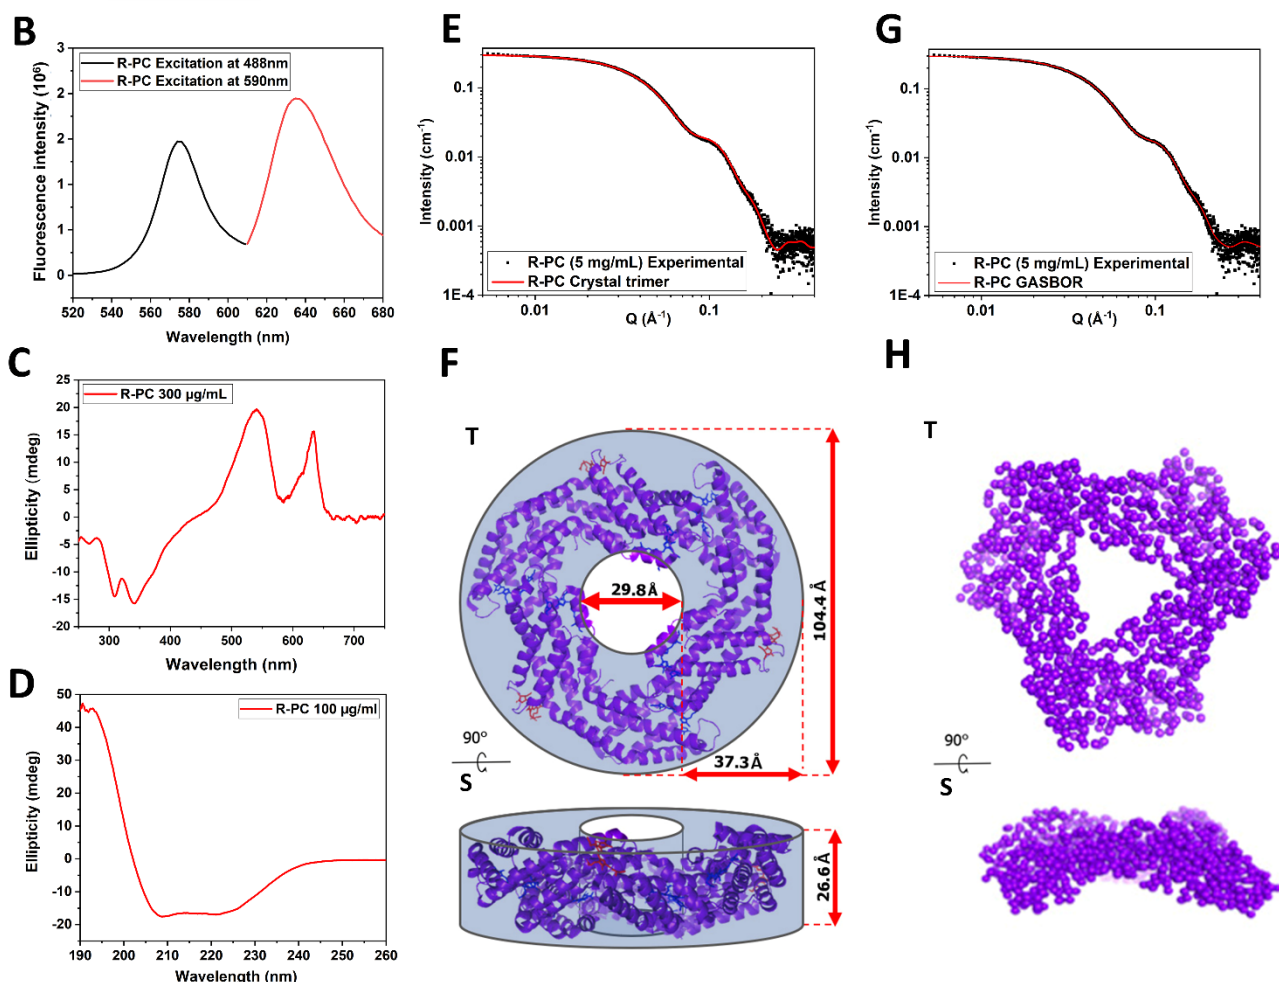 B
3
2
2
1
1
0
520 540 560 580 600 620 640 660 680
Fluorescence intensity (10⁶)
Wavelength (nm)
R-PC Excitation at 488nm
R-PC Excitation at 590nm
C
25
20
15
10
5
0
-5
-10
-15
-20
300 400 500 600 700
Ellipticity (mdeg)
Wavelength (nm)
R-PC 300 µg/mL
D
50
40
30
20
10
0
-10
-20
190 200 210 220 230 240 250 260
Ellipticity (mdeg)
Wavelength (nm)
R-PC 100 µg/ml
E
0.1
0.01
0.001
1E-4
0.01 0.1
Intensity (cm⁻¹)
Q (Å⁻¹)
R-PC (5 mg/mL) Experimental
R-PC Crystal trimer
F
T
29.8 Å
104.4 Å
37.3 Å
90°
S
26.6 Å
G
0.1
0.01
0.001
1E-4
0.01 0.1
Intensity (cm⁻¹)
Q (Å⁻¹)
R-PC (5 mg/mL) Experimental
R-PC GASBOR
H
T
90°
S